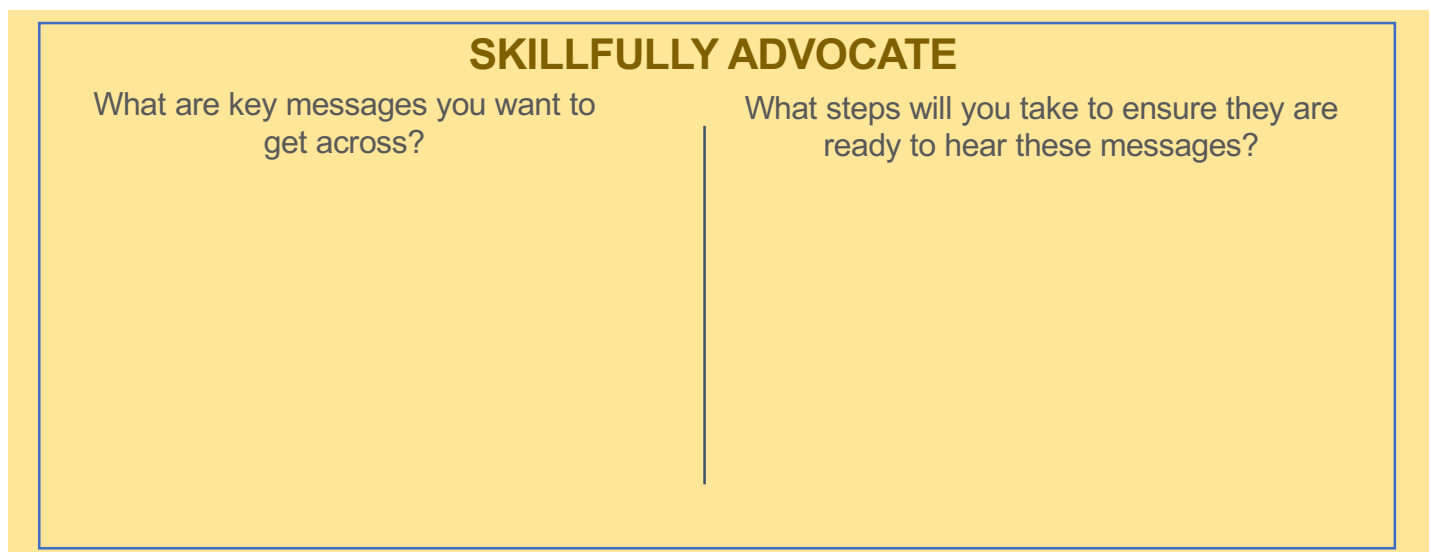 SKILLFULLY ADVOCATE
What are key messages you want to
get across?
What steps will you take to ensure they are
ready to hear these messages?